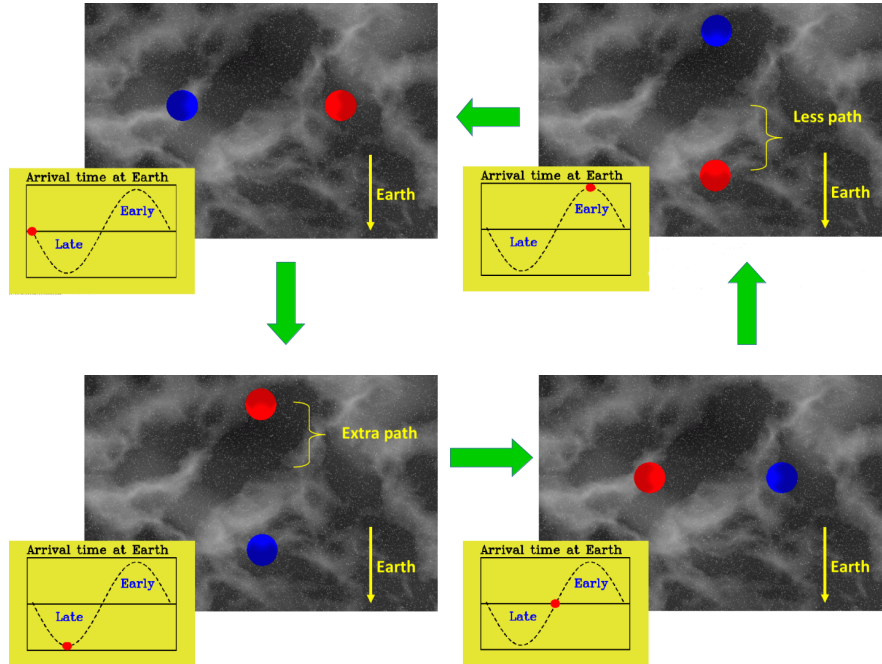 Earth
Arrival time at Earth
Early
Late
Less path
Earth
Arrival time at Earth
Early
Late
Extra path
Earth
Arrival time at Earth
Early
Late
Earth
Arrival time at Earth
Early
Late